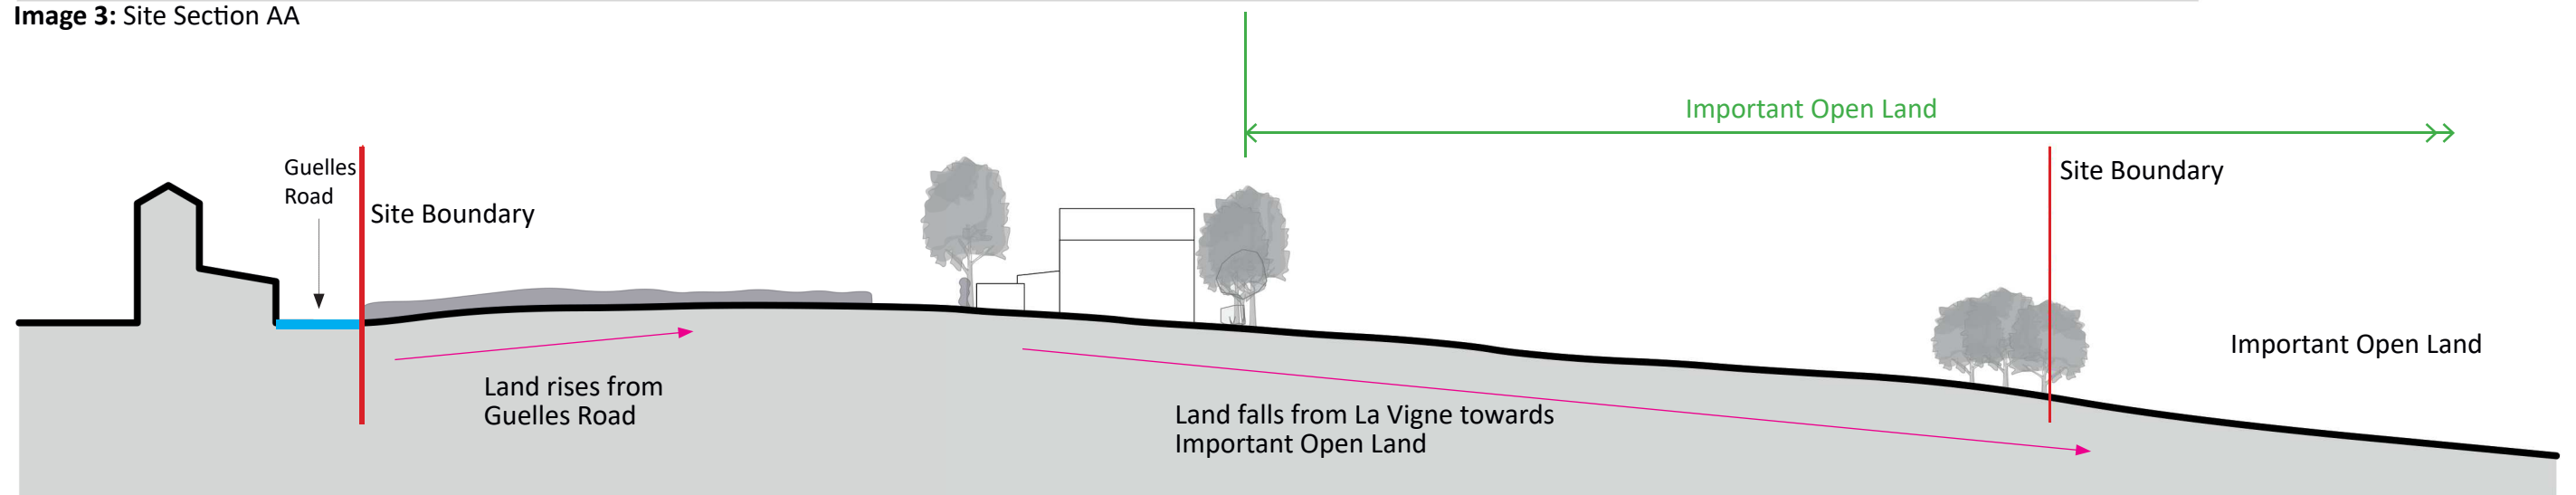 Image 3: Site Section AA
Important Open Land
Guelles
Road
Site Boundary
Site Boundary
Important Open Land
Land rises from
Guelles Road
Land falls from La Vigne towards
Important Open Land